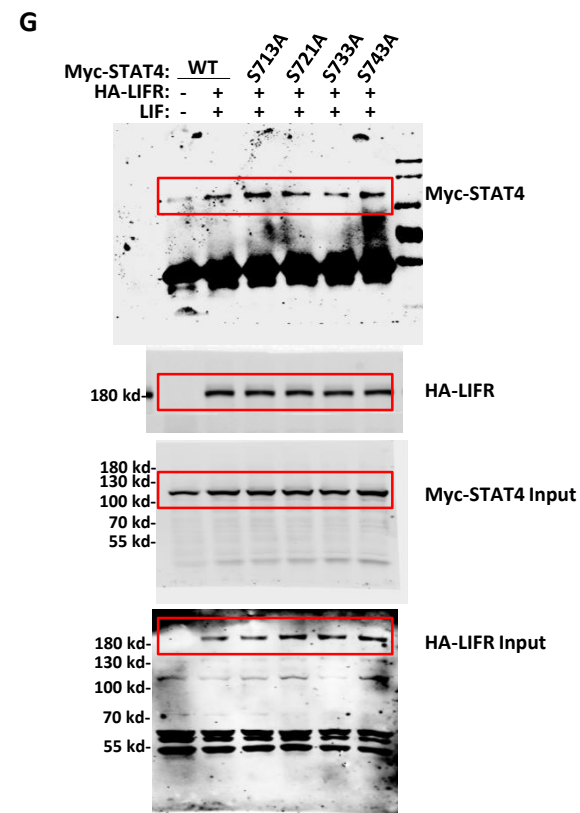 G
Myc-STAT4: WT S713A S721A S733A S743A
HA-LIFR: - + + + + +
LIF: - + + + + +
Myc-STAT4
180 kd-
HA-LIFR
180 kd-
130 kd-
100 kd-
70 kd-
55 kd-
Myc-STAT4 Input
180 kd-
130 kd-
100 kd-
70 kd-
55 kd-
HA-LIFR Input